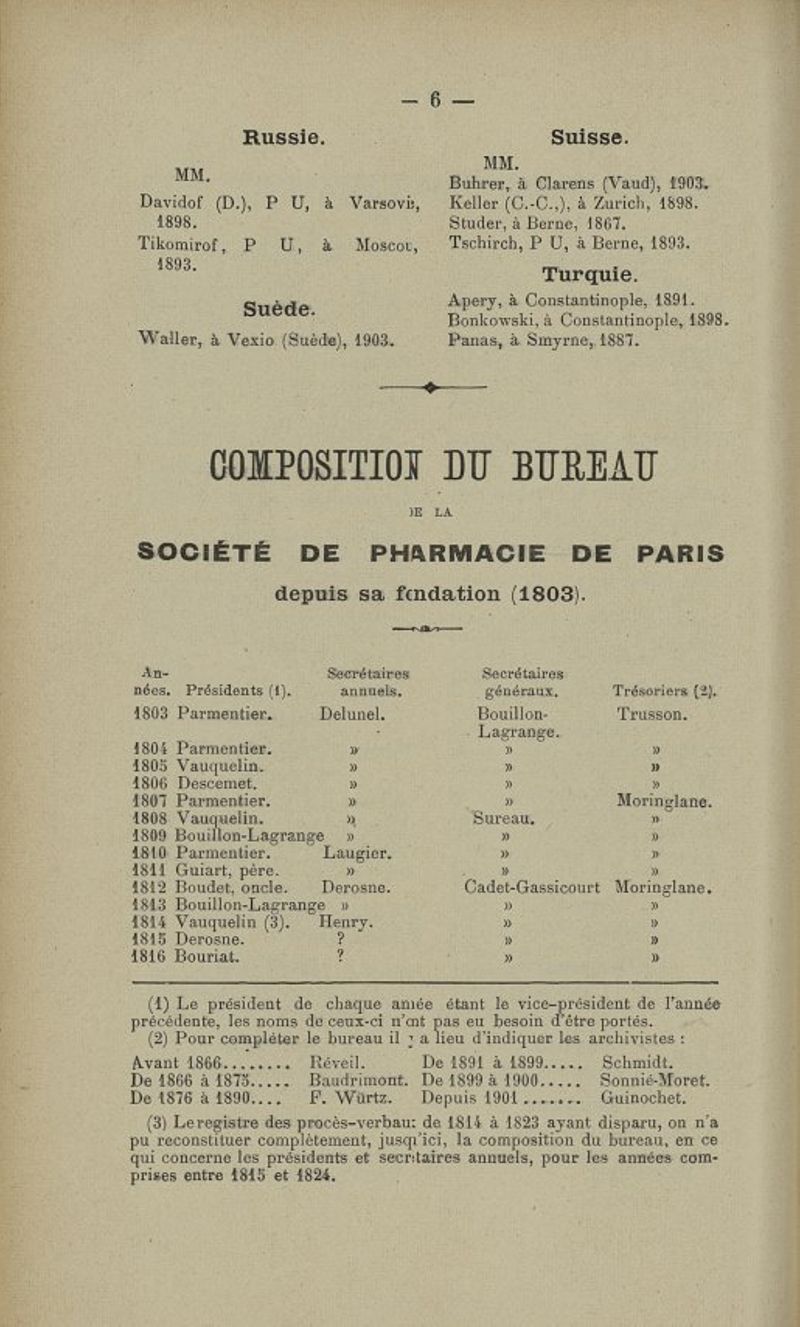 — 6 —
Russie.
MM.
Davidof (D.), P U, à Varsovie,
1898.
Tikomirof, P U, à Moscou,
1893.
Suède.
Waller, à Vexio (Suède), 1903.
Suisse.
MM.
Buhrer, à Clarens (Vaud), 1903.
Keller (C.-C.,), à Zurich, 1898.
Studer, à Berne, 1867.
Tschirch, P U, à Berne, 1893.
Turquie.
Apery, à Constantinople, 1891.
Bonkowski, à Constantinople, 1898.
Panas, à Smyrne, 1887.
COMPOSITION DU BUREAU
DE LA
SOCIÉTÉ DE PHARMACIE DE PARIS
depuis sa fondation (1803).
An- Secrétaires Secrétaires
nées. Présidents (1). annuels. généraux. Trésoriers (2).
1803 Parmentier. Delunel. Bouillon- Trusson.
Lagrange.
1804 Parmentier. » » »
1805 Vauquelin. » » »
1806 Descemet. » » »
1807 Parmentier. » » Moringlane.
1808 Vauquelin. » Sureau. »
1809 Bouillon-Lagrange » » »
1810 Parmentier. Laugier. » »
1811 Guiart, père. » » »
1812 Boudet, oncle. Derosne. Cadet-Gassicourt Moringlane.
1813 Bouillon-Lagrange » » »
1814 Vauquelin (3). Henry. » »
1815 Derosne. ? » »
1816 Bouriat. ? » »
(1) Le président de chaque année étant le vice-président de l'année
précédente, les noms de ceux-ci n'ont pas eu besoin d'être portés.
(2) Pour compléter le bureau il y a lieu d'indiquer les archivistes :
Avant 1866........ Réveil. De 1891 à 1899..... Schmidt.
De 1866 à 1875..... Baudrimont. De 1899 à 1900..... Sonnié-Moret.
De 1876 à 1890.... F. Würtz. Depuis 1901....... Guinochet.
(3) Le registre des procès-verbaux de 1814 à 1823 ayant disparu, on n'a
pu reconstituer complètement, jusqu'ici, la composition du bureau, en ce
qui concerne les présidents et secrétaires annuels, pour les années com-
prises entre 1815 et 1824.